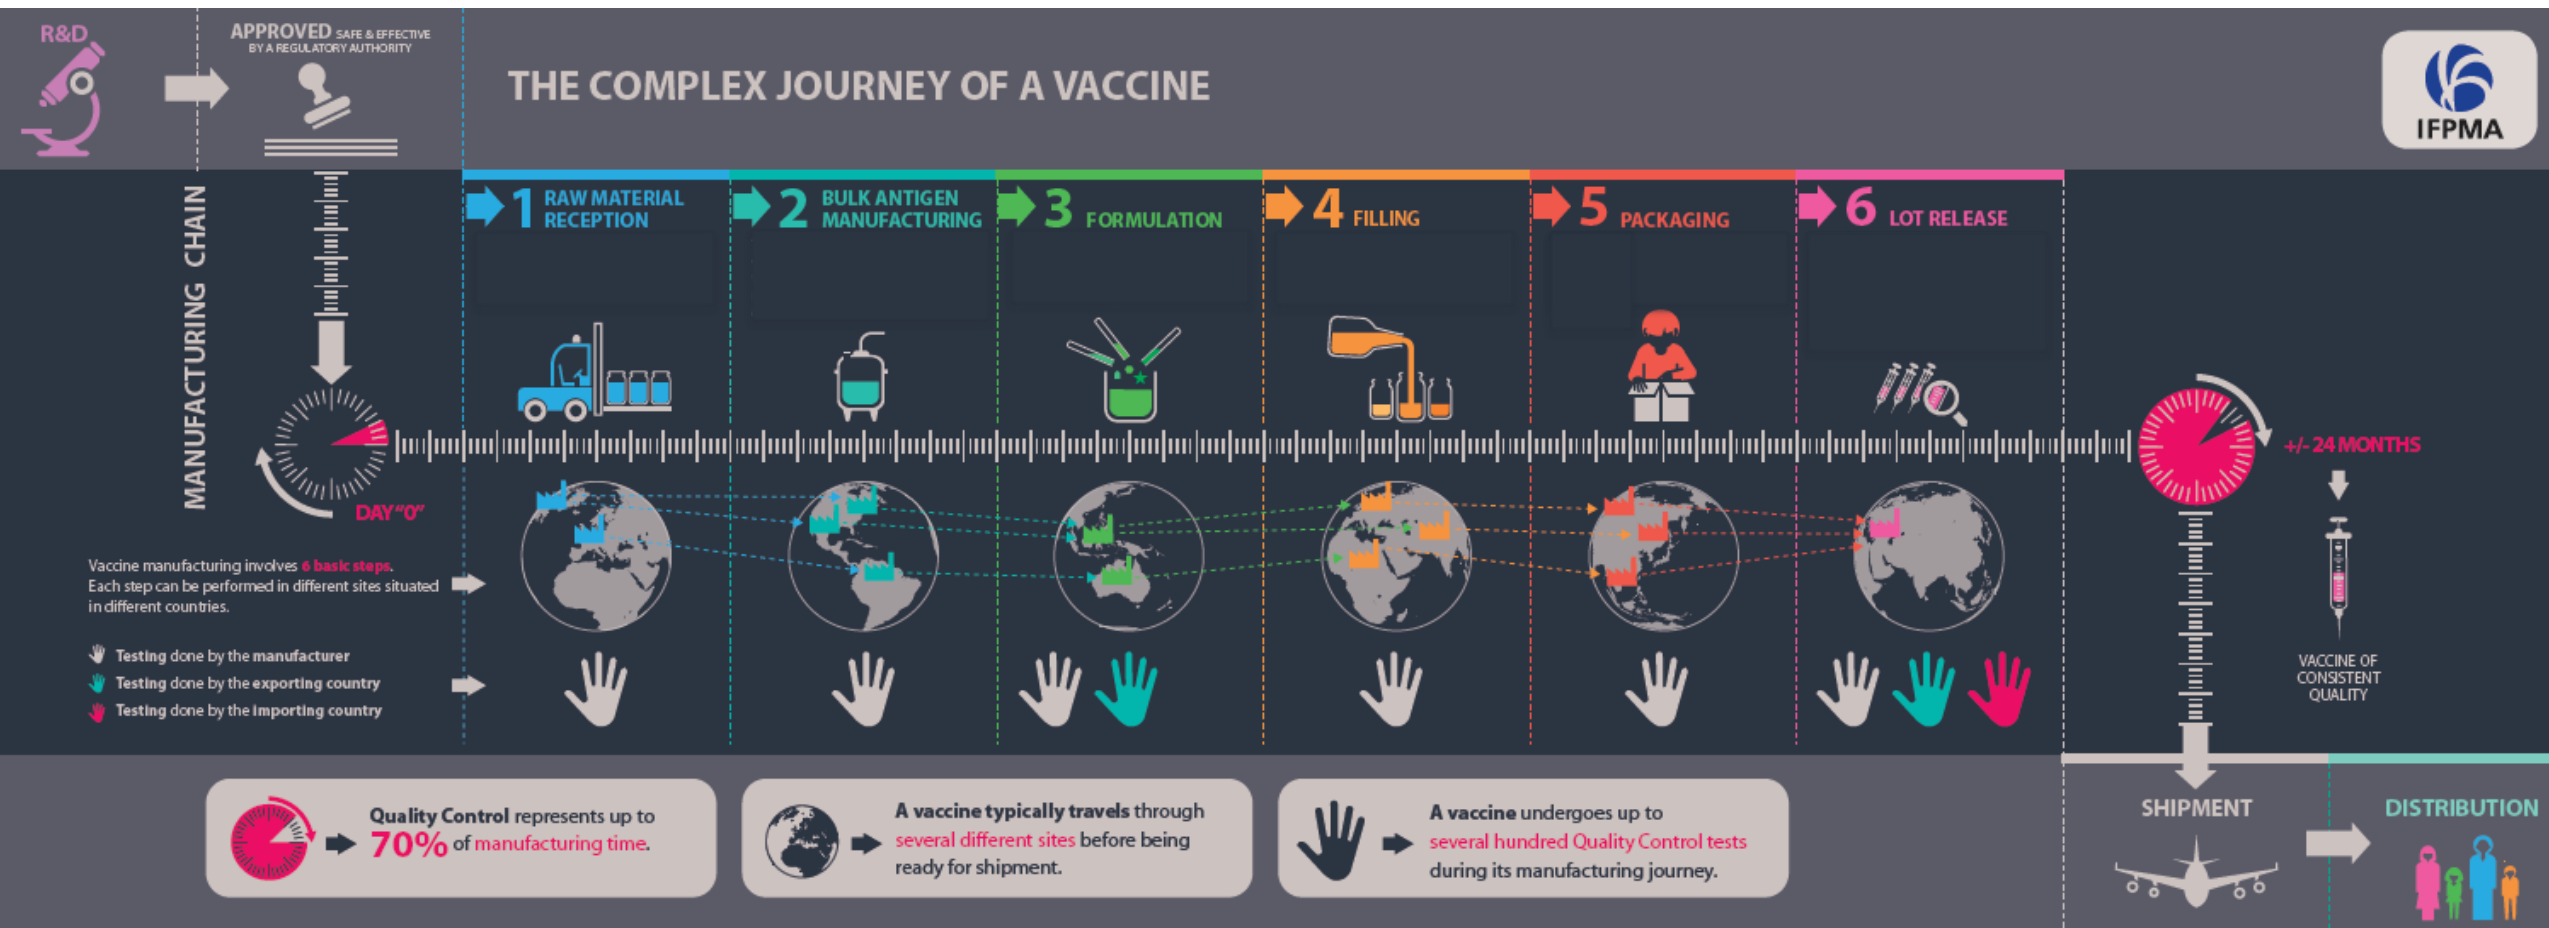 R&D
APPROVED SAFE & EFFECTIVE
BY A REGULATORY AUTHORITY
THE COMPLEX JOURNEY OF A VACCINE
IFPMA
MANUFACTURING CHAIN
1 RAW MATERIAL
RECEPTION
2 BULK ANTIGEN
MANUFACTURING
3 FORMULATION
4 FILLING
5 PACKAGING
6 LOT RELEASE
DAY "0"
+/- 24 MONTHS
Vaccine manufacturing involves 6 basic steps.
Each step can be performed in different sites situated
in different countries.
Testing done by the manufacturer
Testing done by the exporting country
Testing done by the importing country
VACCINE OF
CONSISTENT
QUALITY
Quality Control represents up to
70% of manufacturing time.
A vaccine typically travels through
several different sites before being
ready for shipment.
A vaccine undergoes up to
several hundred Quality Control tests
during its manufacturing journey.
SHIPMENT
DISTRIBUTION